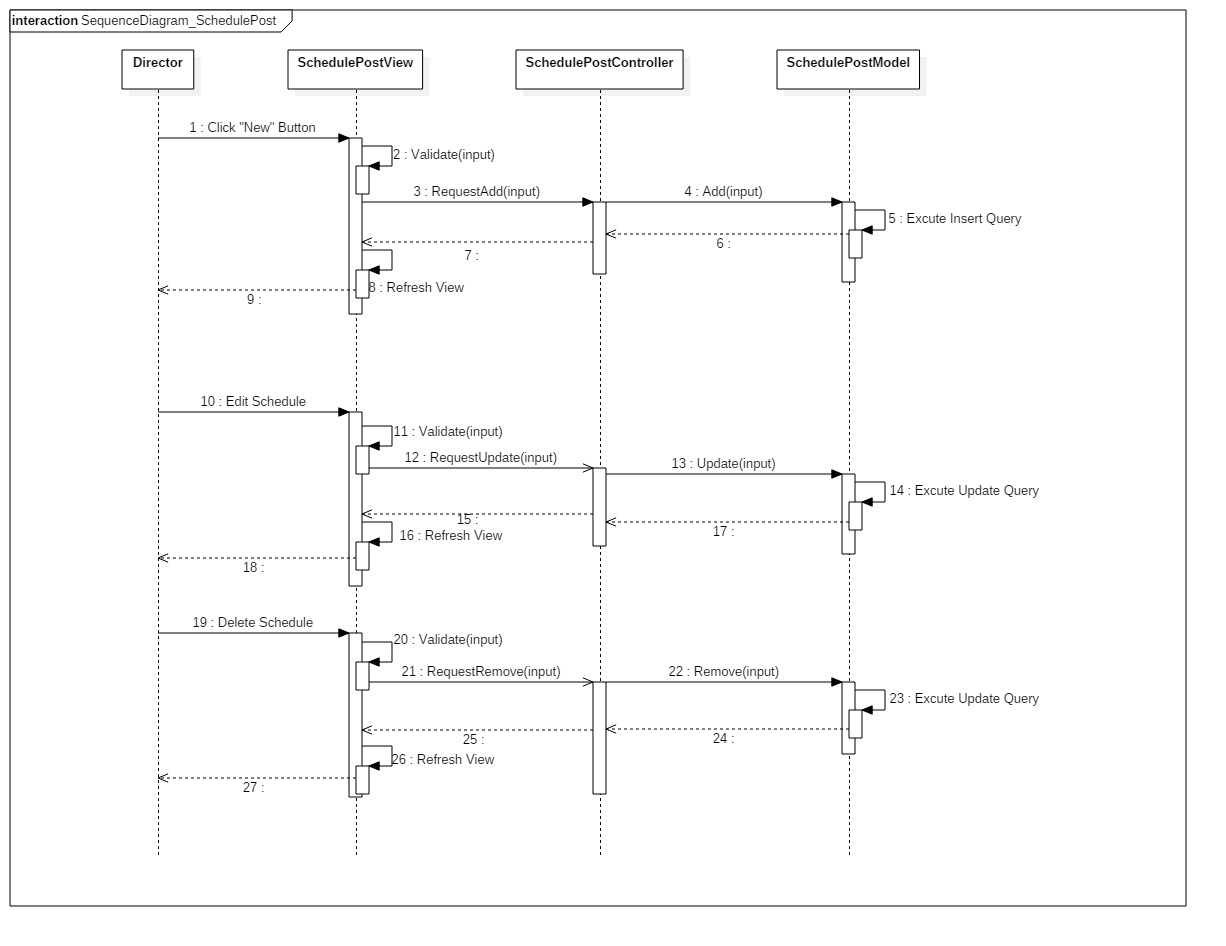 interaction SequenceDiagram_SchedulePost
Director
SchedulePostView
SchedulePostController
SchedulePostModel
1 : Click "New" Button
2 : Validate(input)
3 : RequestAdd(input)
4 : Add(input)
5 : Excute Insert Query
6 :
7 :
8 : Refresh View
9 :
10 : Edit Schedule
11 : Validate(input)
12 : RequestUpdate(input)
13 : Update(input)
14 : Excute Update Query
15 :
16 : Refresh View
17 :
18 :
19 : Delete Schedule
20 : Validate(input)
21 : RequestRemove(input)
22 : Remove(input)
23 : Excute Update Query
24 :
25 :
26 : Refresh View
27 :